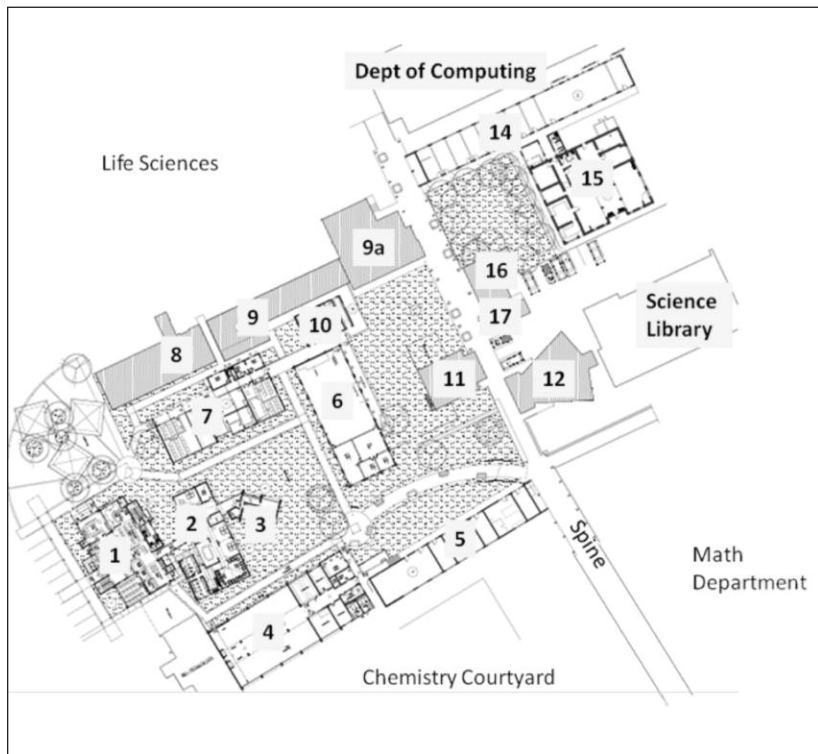 Dept of Computing
14
Life Sciences
15
9a
16
Science
Library
9
10
17
8
11
12
6
7
2
3
1
5
Spine
Math
Department
4
Chemistry Courtyard